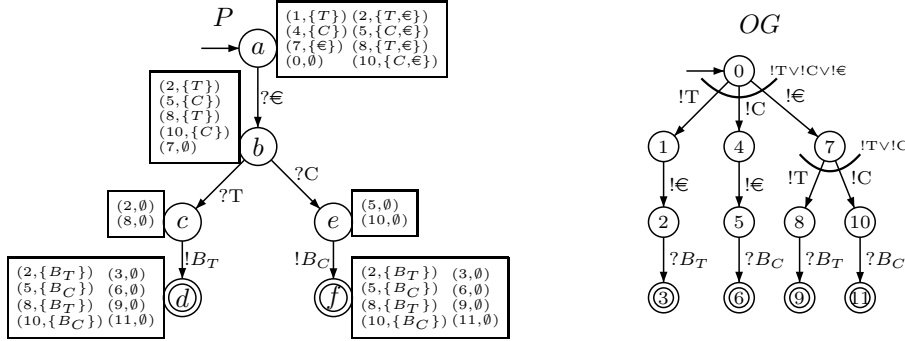 P
OG
(1,{T}) (2,{T,€})
(4,{C}) (5,{C,€})
(7,{€}) (8,{T,€})
(0,∅) (10,{C,€})
a
0
!T∨!C∨!€
(2,{T})
(5,{C})
(8,{T})
(10,{C})
(7,∅)
?€
!T
!C
!€
b
1
4
7
!T∨!C
?T
?C
!€
!€
!T
!C
(2,∅)
(8,∅)
c
e
(5,∅)
(10,∅)
2
5
8
10
!B_T
!B_C
?B_T
?B_C
?B_T
?B_C
(2,{B_T}) (3,∅)
(5,{B_C}) (6,∅)
(8,{B_T}) (9,∅)
(10,{B_C}) (11,∅)
d
f
(2,{B_T}) (3,∅)
(5,{B_C}) (6,∅)
(8,{B_T}) (9,∅)
(10,{B_C}) (11,∅)
3
6
9
11